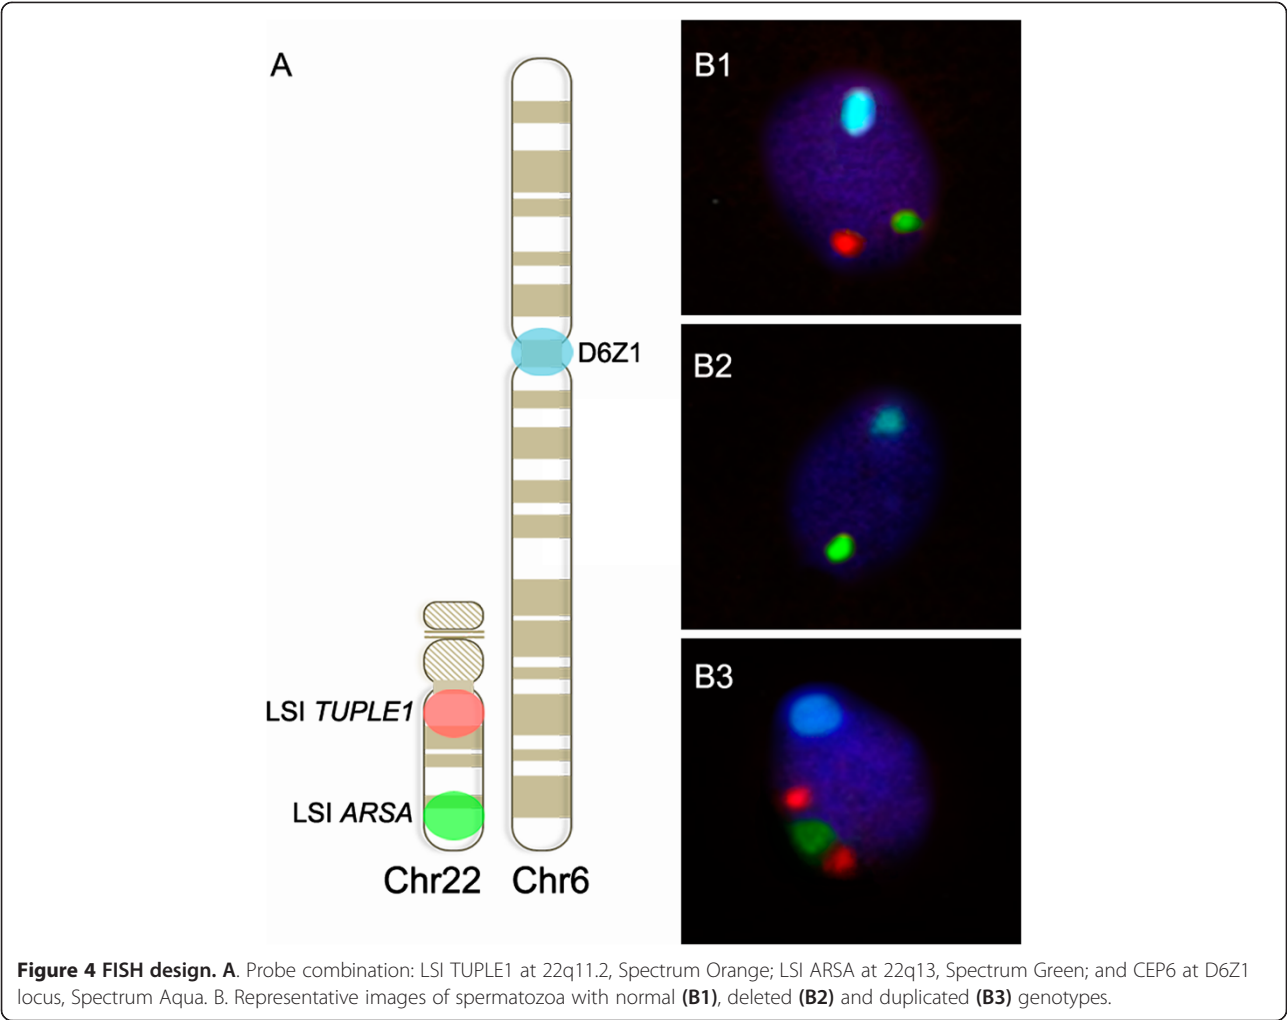 A
B1
D6Z1
B2
LSI TUPLE1
B3
LSI ARSA
Chr22 Chr6
Figure 4 FISH design. A. Probe combination: LSI TUPLE1 at 22q11.2, Spectrum Orange; LSI ARSA at 22q13, Spectrum Green; and CEP6 at D6Z1
locus, Spectrum Aqua. B. Representative images of spermatozoa with normal (B1), deleted (B2) and duplicated (B3) genotypes.